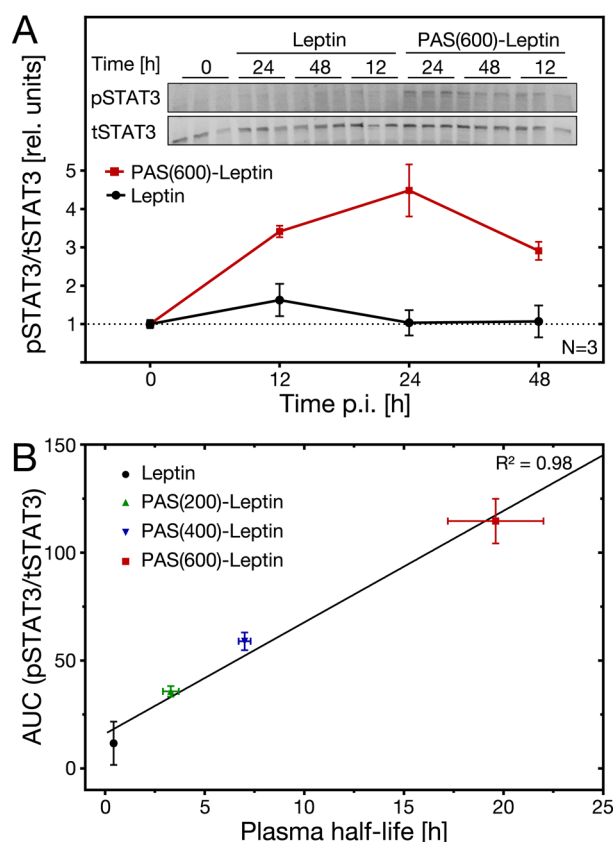 A
Leptin PAS(600)-Leptin
Time [h] 0 24 48 12 24 48 12
pSTAT3
tSTAT3
pSTAT3/tSTAT3 [rel. units]
PAS(600)-Leptin
Leptin
5
4
3
2
1
N=3
0 12 24 48
Time p.i. [h]
B
AUC (pSTAT3/tSTAT3)
150
100
50
0
R² = 0.98
Leptin
PAS(200)-Leptin
PAS(400)-Leptin
PAS(600)-Leptin
0 5 10 15 20 25
Plasma half-life [h]